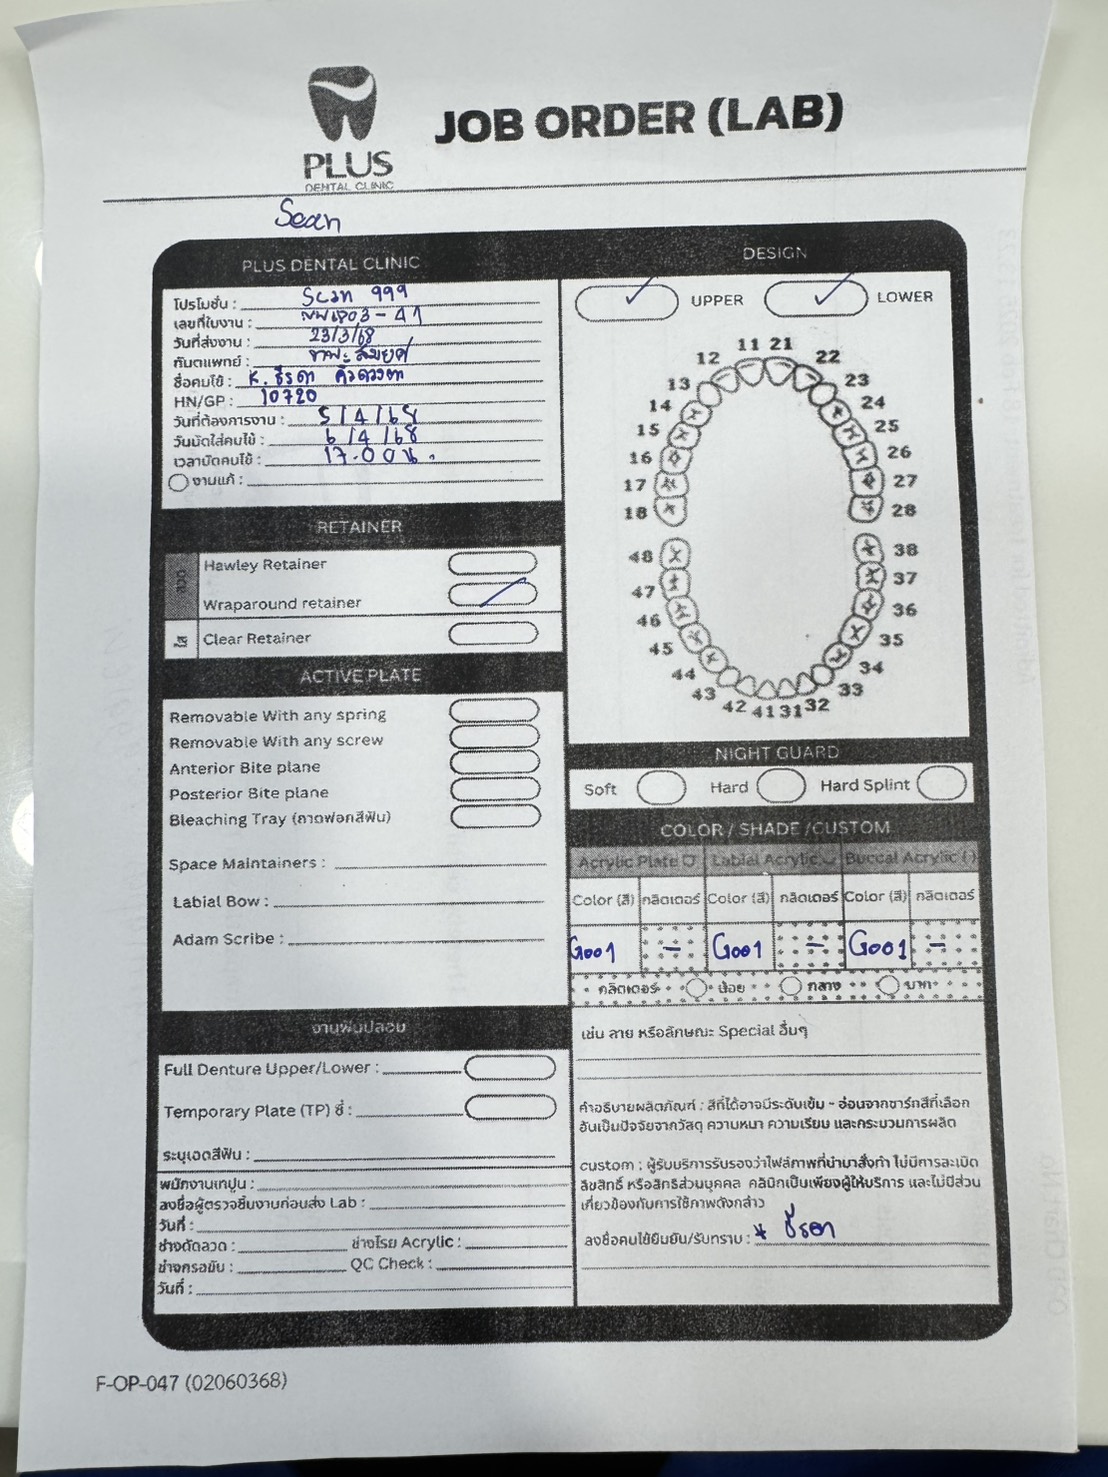 PLUS
DENTAL CLINIC
JOB ORDER (LAB)
Scan
PLUS DENTAL CLINIC
โปรโมชั่น : Scan 999
เลขที่ใบงาน :
วันที่ส่งงาน : 23/3/68
ทันตแพทย์ :
ชื่อคนไข้ : K. ธีรดา
HN/GP : 10720
วันที่ต้องการงาน : 5/4/68
วันนัดใส่คนไข้ : 6/4/68
เวลานัดคนไข้ : 17.00 น.
งานแก้ :
RETAINER
ลวด
Hawley Retainer
Wraparound retainer
ใส
Clear Retainer
ACTIVE PLATE
Removable With any spring
Removable With any screw
Anterior Bite plane
Posterior Bite plane
Bleaching Tray (ถาดฟอกสีฟัน)
Space Maintainers :
Labial Bow :
Adam Scribe :
งานฟันปลอม
Full Denture Upper/Lower :
Temporary Plate (TP) ซี่ :
ระบุเฉดสีฟัน :
พนักงานเทปูน :
ลงชื่อผู้ตรวจชิ้นงานก่อนส่ง Lab :
วันที่ :
ช่างดัดลวด : ช่างโรย Acrylic :
ช่างกรอขัด : QC Check :
วันที่ :
DESIGN
UPPER LOWER
11 21
12 22
13 23
14 24
15 25
16 26
17 27
18 28
48 38
47 37
46 36
45 35
44 34
43 33
42 41 31 32
NIGHT GUARD
Soft Hard Hard Splint
COLOR / SHADE /CUSTOM
Acrylic Plate Labial Acrylic Buccal Acrylic ( )
Color (สี) กลิตเตอร์ Color (สี) กลิตเตอร์ Color (สี) กลิตเตอร์
G001 - G001 - G001 -
กลิตเตอร์ น้อย กลาง มาก
เช่น ลาย หรือลักษณะ Special อื่นๆ
คำอธิบายผลิตภัณฑ์ : สีที่ได้อาจมีระดับเข้ม - อ่อนจากชาร์ทสีที่เลือก
อันเป็นปัจจัยจากวัสดุ ความหนา ความเรียบ และกระบวนการผลิต
custom : ผู้รับบริการรับรองว่าไฟล์ภาพที่นำมาสั่งทำ ไม่มีการละเมิด
ลิขสิทธิ์ หรือสิทธิส่วนบุคคล คลินิกเป็นเพียงผู้ให้บริการ และไม่มีส่วน
เกี่ยวข้องกับการใช้ภาพดังกล่าว
ลงชื่อคนไข้ยืนยัน/รับทราบ : * ธีรดา
F-OP-047 (02060368)